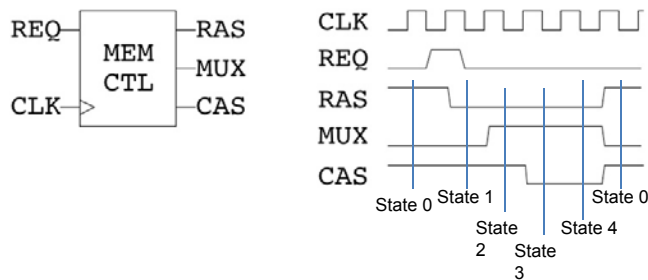 REQ
CLK
MEM
CTL
RAS
MUX
CAS
CLK
REQ
RAS
MUX
CAS
State 0
State 1
State
2
State
3
State 4
State 0